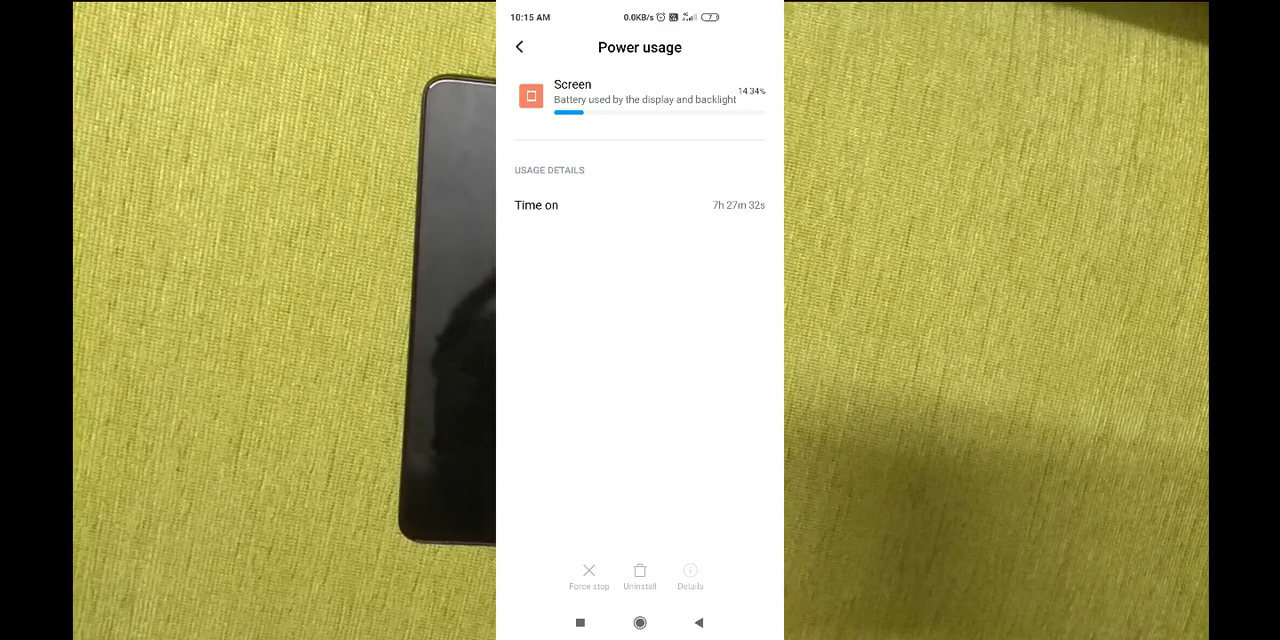 10:15 AM
0.0KB/s
7
Power usage
Screen
Battery used by the display and backlight
14.34%
USAGE DETAILS
Time on
7h 27m 32s
Force stop
Uninstall
Details